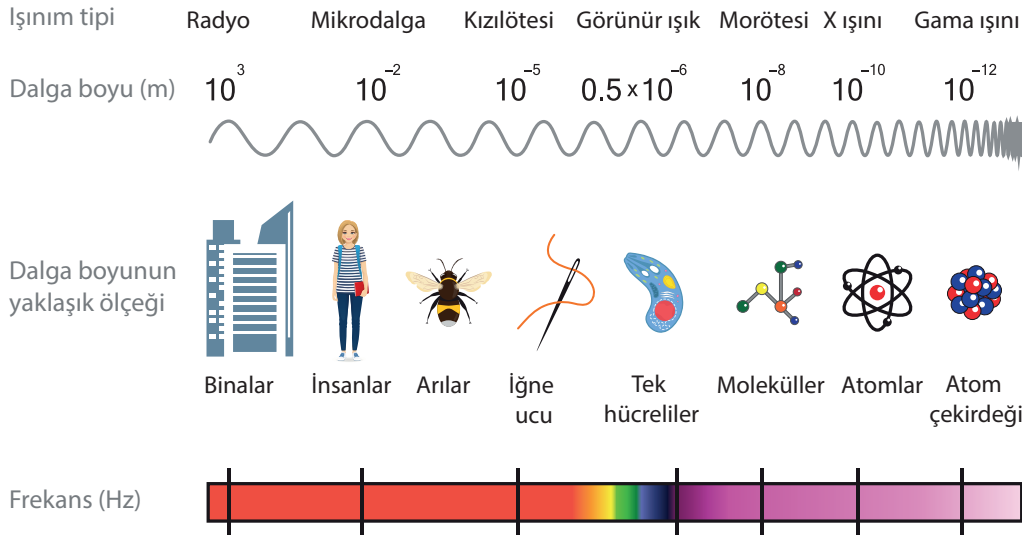 Işınım tipi Radyo Mikrodalga Kızılötesi Görünür ışık Morötesi X ışını Gama ışını
Dalga boyu (m) 10³ 10⁻² 10⁻⁵ 0.5 x 10⁻⁶ 10⁻⁸ 10⁻¹⁰ 10⁻¹²
Dalga boyunun
yaklaşık ölçeği
Binalar İnsanlar Arılar İğne Tek Moleküller Atomlar Atom
ucu hücreliler çekirdeği
Frekans (Hz)